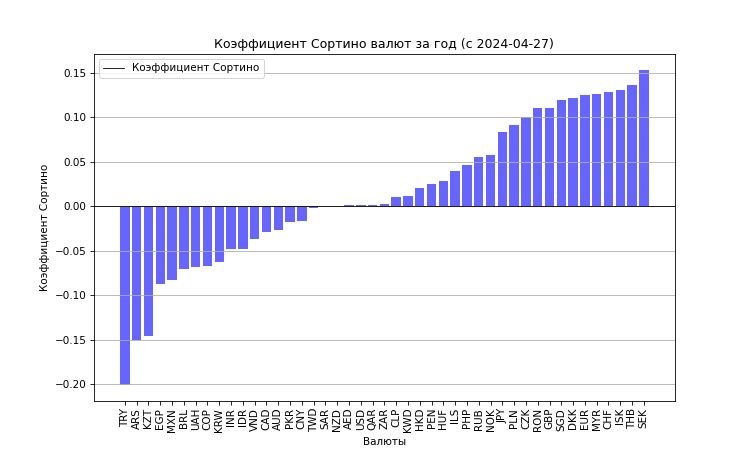 Коэффициент Сортино валют за год (с 2024-04-27)
Коэффициент Сортино
0.15
0.10
0.05
0.00
−0.05
−0.10
−0.15
−0.20
Коэффициент Сортино
TRY
ARS
KZT
EGP
MXN
BRL
UAH
COP
KRW
INR
IDR
VND
CAD
AUD
PKR
CNY
TWD
SAR
NZD
AED
USD
QAR
ZAR
CLP
KWD
HKD
PEN
HUF
ILS
PHP
RUB
NOK
JPY
PLN
CZK
RON
GBP
SGD
DKK
EUR
MYR
CHF
ISK
THB
SEK
Валюты